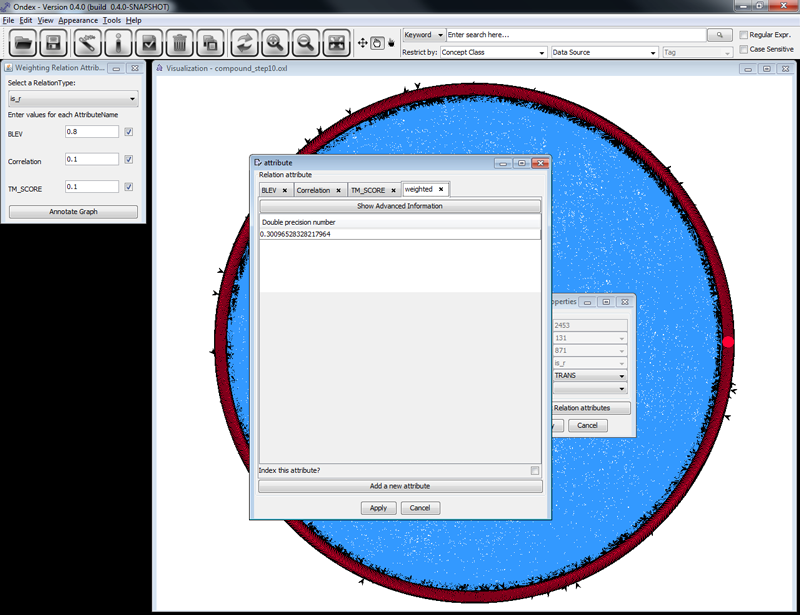 Ondex - Version 0.4.0 (build 0.4.0-SNAPSHOT)
File Edit View Appearance Tools Help
Keyword
Enter search here...
Regular Expr.
Restrict by:
Concept Class
Data Source
Tag
Case Sensitive
Weighting Relation Attrib...
Select a RelationType:
is_r
Enter values for each AttributeName
BLEV
0.8
Correlation
0.1
TM_SCORE
0.1
Annotate Graph
Visualization - compound_step10.oxl
attribute
Relation attribute
BLEV
Correlation
TM_SCORE
weighted
Show Advanced Information
Double precision number
0.30096528328217964
Index this attribute?
Add a new attribute
Apply
Cancel
operties
2453
131
871
is_r
TRANS
Relation attributes
y
Cancel